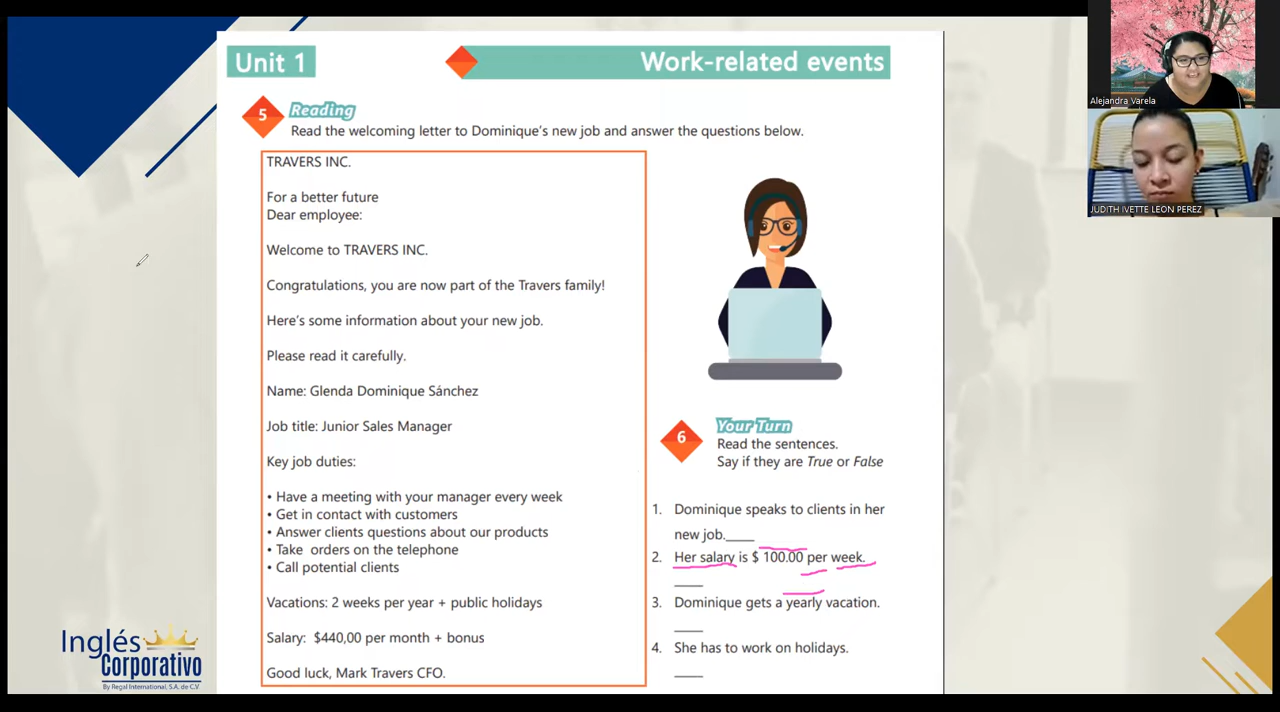 Unit 1
Work-related events
5
Reading
Read the welcoming letter to Dominique's new job and answer the questions below.
TRAVERS INC.
For a better future
Dear employee:
Welcome to TRAVERS INC.
Congratulations, you are now part of the Travers family!
Here's some information about your new job.
Please read it carefully.
Name: Glenda Dominique Sánchez
Job title: Junior Sales Manager
Key job duties:
• Have a meeting with your manager every week
• Get in contact with customers
• Answer clients questions about our products
• Take orders on the telephone
• Call potential clients
Vacations: 2 weeks per year + public holidays
Salary: $440,00 per month + bonus
Good luck, Mark Travers CFO.
6
Your Turn
Read the sentences.
Say if they are True or False
1. Dominique speaks to clients in her
new job.____
2. Her salary is $ 100.00 per week.
____
3. Dominique gets a yearly vacation.
____
4. She has to work on holidays.
____
Inglés
Corporativo
By Regal International, S.A. de C.V.
Alejandra Varela
JUDITH IVETTE LEON PEREZ